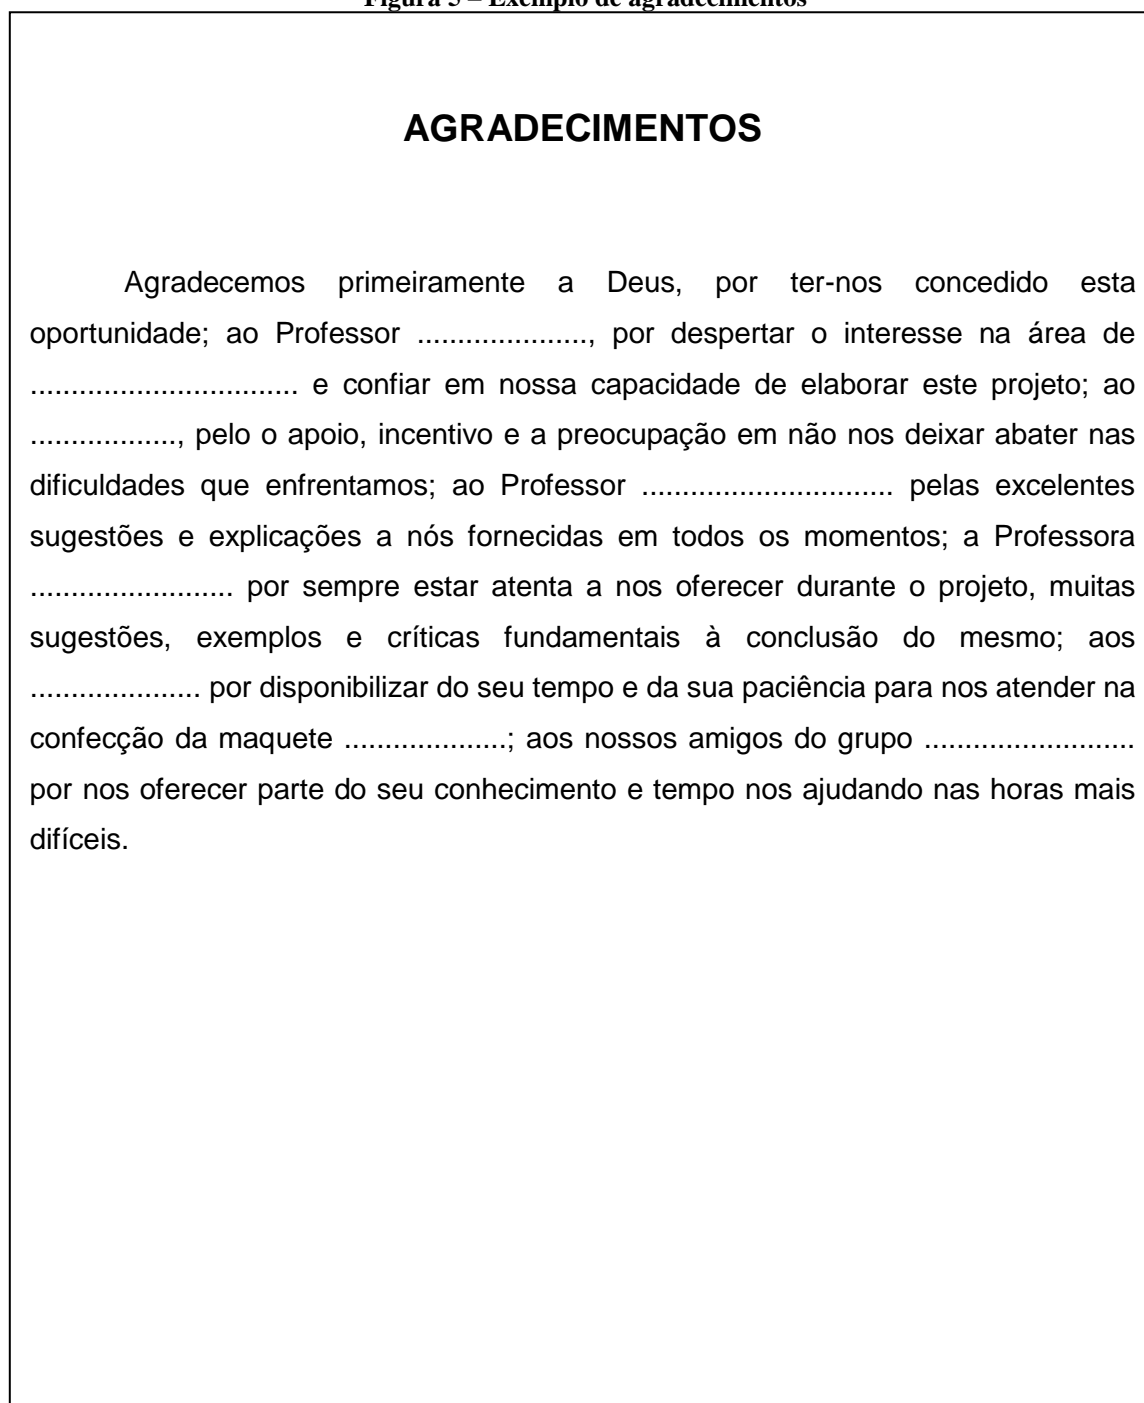 Figura 5 – Exemplo de agradecimentos
AGRADECIMENTOS
Agradecemos primeiramente a Deus, por ter-nos concedido esta
oportunidade; ao Professor ....................., por despertar o interesse na área de
................................. e confiar em nossa capacidade de elaborar este projeto; ao
.................., pelo o apoio, incentivo e a preocupação em não nos deixar abater nas
dificuldades que enfrentamos; ao Professor ............................... pelas excelentes
sugestões e explicações a nós fornecidas em todos os momentos; a Professora
......................... por sempre estar atenta a nos oferecer durante o projeto, muitas
sugestões, exemplos e críticas fundamentais à conclusão do mesmo; aos
..................... por disponibilizar do seu tempo e da sua paciência para nos atender na
confecção da maquete ....................; aos nossos amigos do grupo ..........................
por nos oferecer parte do seu conhecimento e tempo nos ajudando nas horas mais
difíceis.